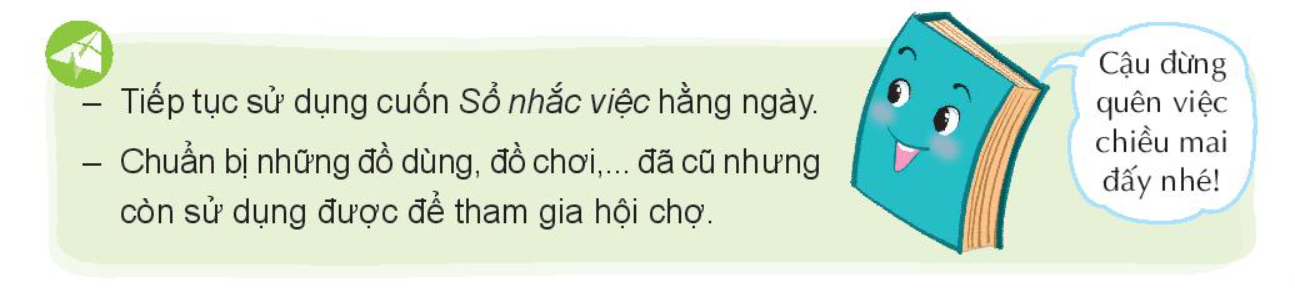 – Tiếp tục sử dụng cuốn Sổ nhắc việc hằng ngày.
– Chuẩn bị những đồ dùng, đồ chơi,... đã cũ nhưng
còn sử dụng được để tham gia hội chợ.
Cậu đừng
quên việc
chiều mai
đấy nhé!